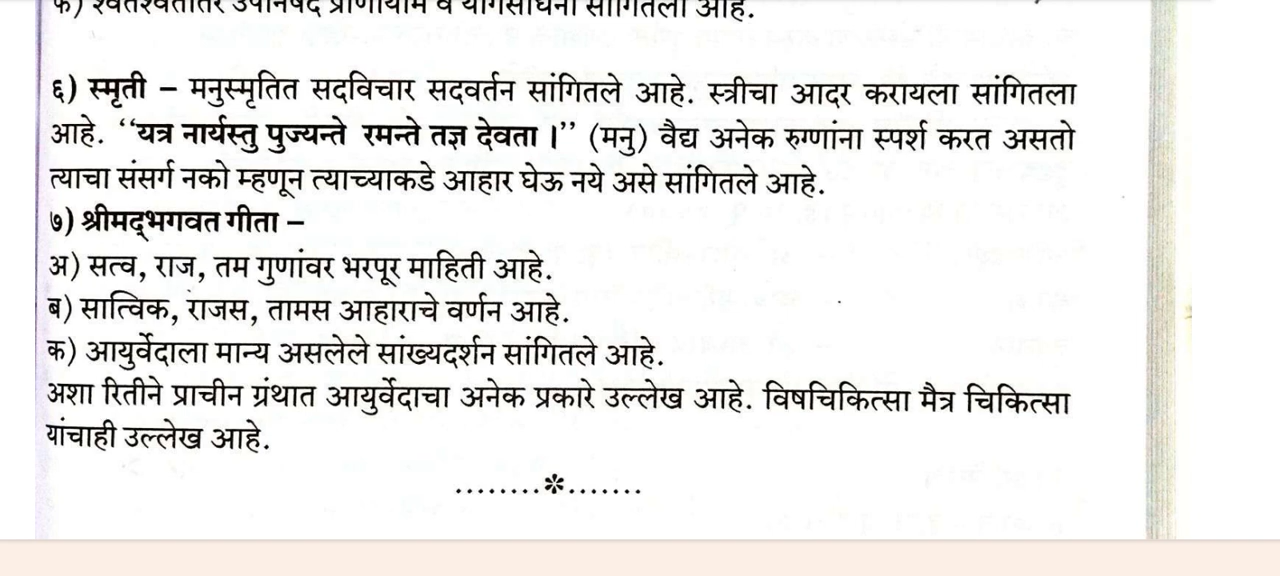 ६) स्मृती – मनुस्मृतित सदविचार सदवर्तन सांगितले आहे. स्त्रीचा आदर करायला सांगितला
आहे. ‘‘यत्र नार्यस्तु पुज्यन्ते रमन्ते तज्ञ देवता।’’ (मनु) वैद्य अनेक रुग्णांना स्पर्श करत असतो
त्याचा संसर्ग नको म्हणून त्याच्याकडे आहार घेऊ नये असे सांगितले आहे.
७) श्रीमद्‌भगवत गीता –
अ) सत्व, राज, तम गुणांवर भरपूर माहिती आहे.
ब) सात्विक, राजस, तामस आहाराचे वर्णन आहे.
क) आयुर्वेदाला मान्य असलेले सांख्यदर्शन सांगितले आहे.
अशा रितीने प्राचीन ग्रंथात आयुर्वेदाचा अनेक प्रकारे उल्लेख आहे. विषचिकित्सा मैत्र चिकित्सा
यांचाही उल्लेख आहे.
.........*.......